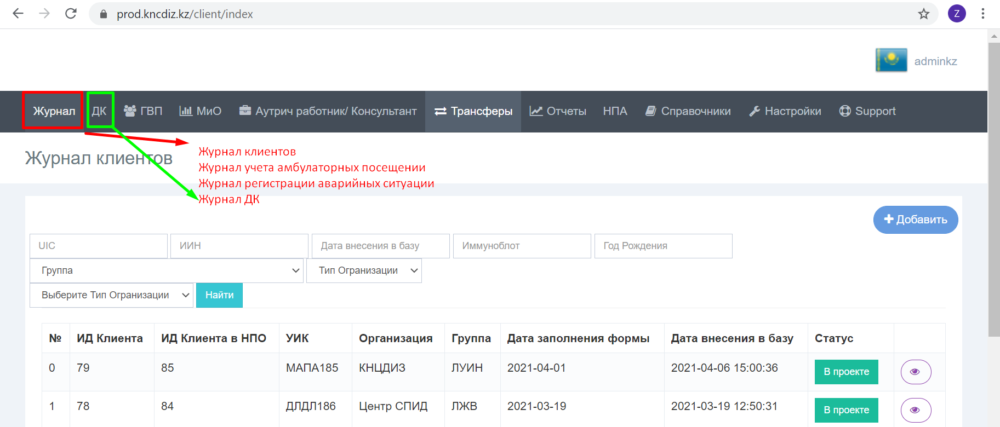 prod.kncdiz.kz/client/index
Z
adminkz
Журнал ДК ГВП МиО Аутрич работник/ Консультант Трансферы Отчеты НПА Справочники Настройки Support
Журнал клиентов
Журнал клиентов
Журнал учета амбулаторных посещении
Журнал регистрации аварийных ситуации
Журнал ДК
Добавить
UIC ИИН Дата внесения в базу Иммуноблот Год Рождения
Группа Тип Огранизации
Выберите Тип Огранизации Найти
№ ИД Клиента ИД Клиента в НПО УИК Организация Группа Дата заполнения формы Дата внесения в базу Статус
0 79 85 МАПА185 КНЦДИЗ ЛУИН 2021-04-01 2021-04-06 15:00:36 В проекте
1 78 84 ДЛДЛ186 Центр СПИД ЛЖВ 2021-03-19 2021-03-19 12:50:31 В проекте